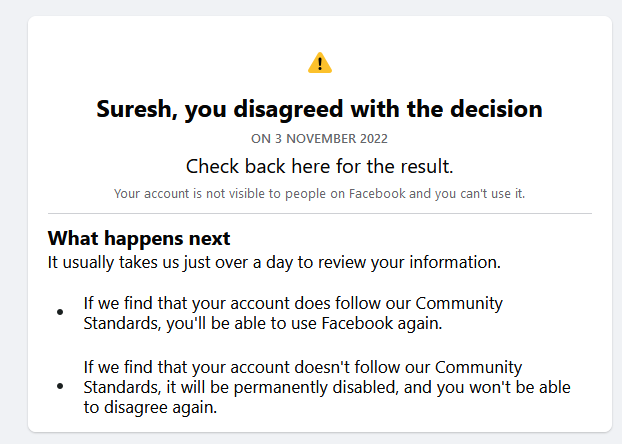 Suresh, you disagreed with the decision
ON 3 NOVEMBER 2022
Check back here for the result.
Your account is not visible to people on Facebook and you can't use it.
What happens next
It usually takes us just over a day to review your information.
If we find that your account does follow our Community
Standards, you'll be able to use Facebook again.
If we find that your account doesn't follow our Community
Standards, it will be permanently disabled, and you won't be able
to disagree again.